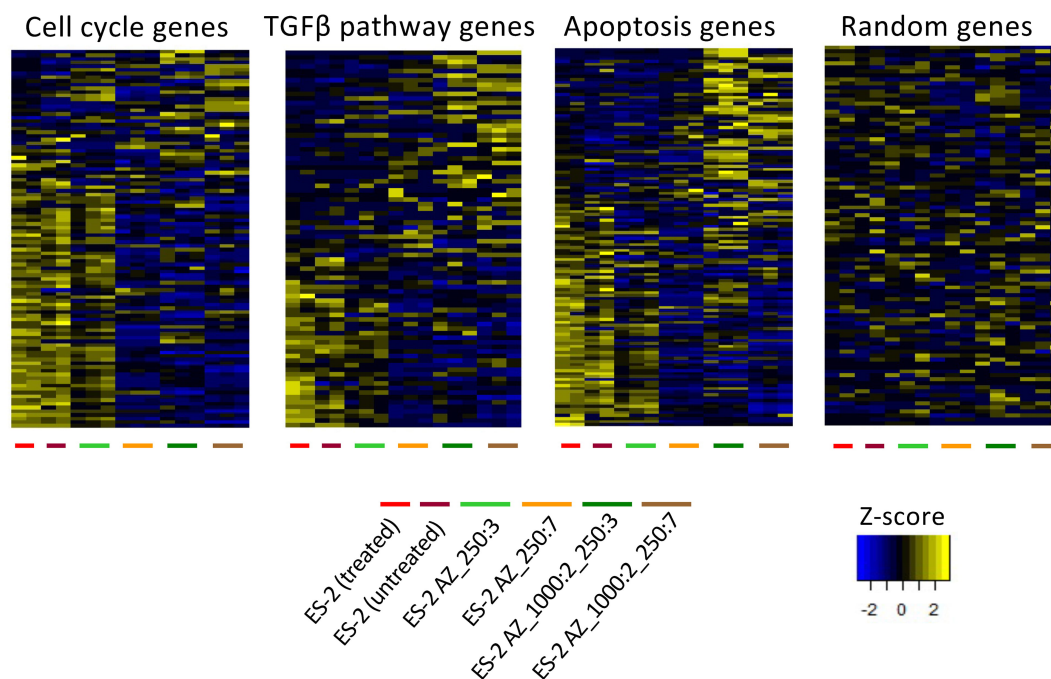 Cell cycle genes
TGFβ pathway genes
Apoptosis genes
Random genes
ES-2 (treated)
ES-2 (untreated)
ES-2 AZ_250:3
ES-2 AZ_250:7
ES-2 AZ_1000:2_250:3
ES-2 AZ_1000:2_250:7
Z-score
-2 0 2